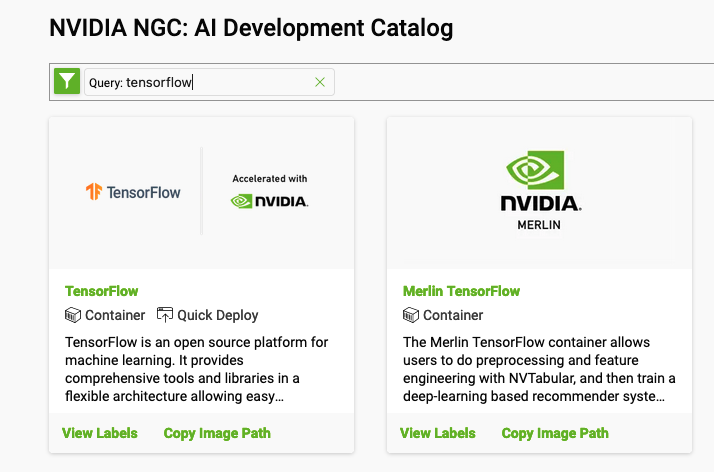 NVIDIA NGC: AI Development Catalog
Query: tensorflow
TensorFlow
Accelerated with
NVIDIA.
NVIDIA.
MERLIN
TensorFlow
Container Quick Deploy
TensorFlow is an open source platform for
machine learning. It provides
comprehensive tools and libraries in a
flexible architecture allowing easy…
View Labels Copy Image Path
Merlin TensorFlow
Container
The Merlin TensorFlow container allows
users to do preprocessing and feature
engineering with NVTabular, and then train a
deep-learning based recommender syste…
View Labels Copy Image Path